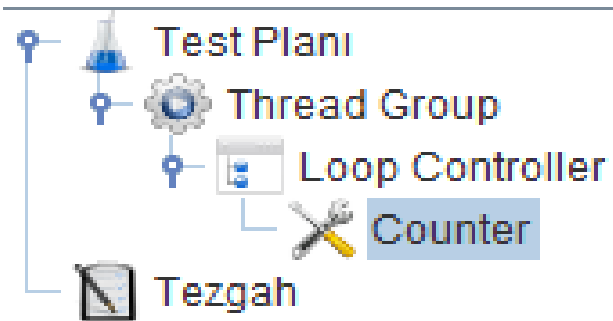 Test Planı
Thread Group
Loop Controller
Counter
Tezgah